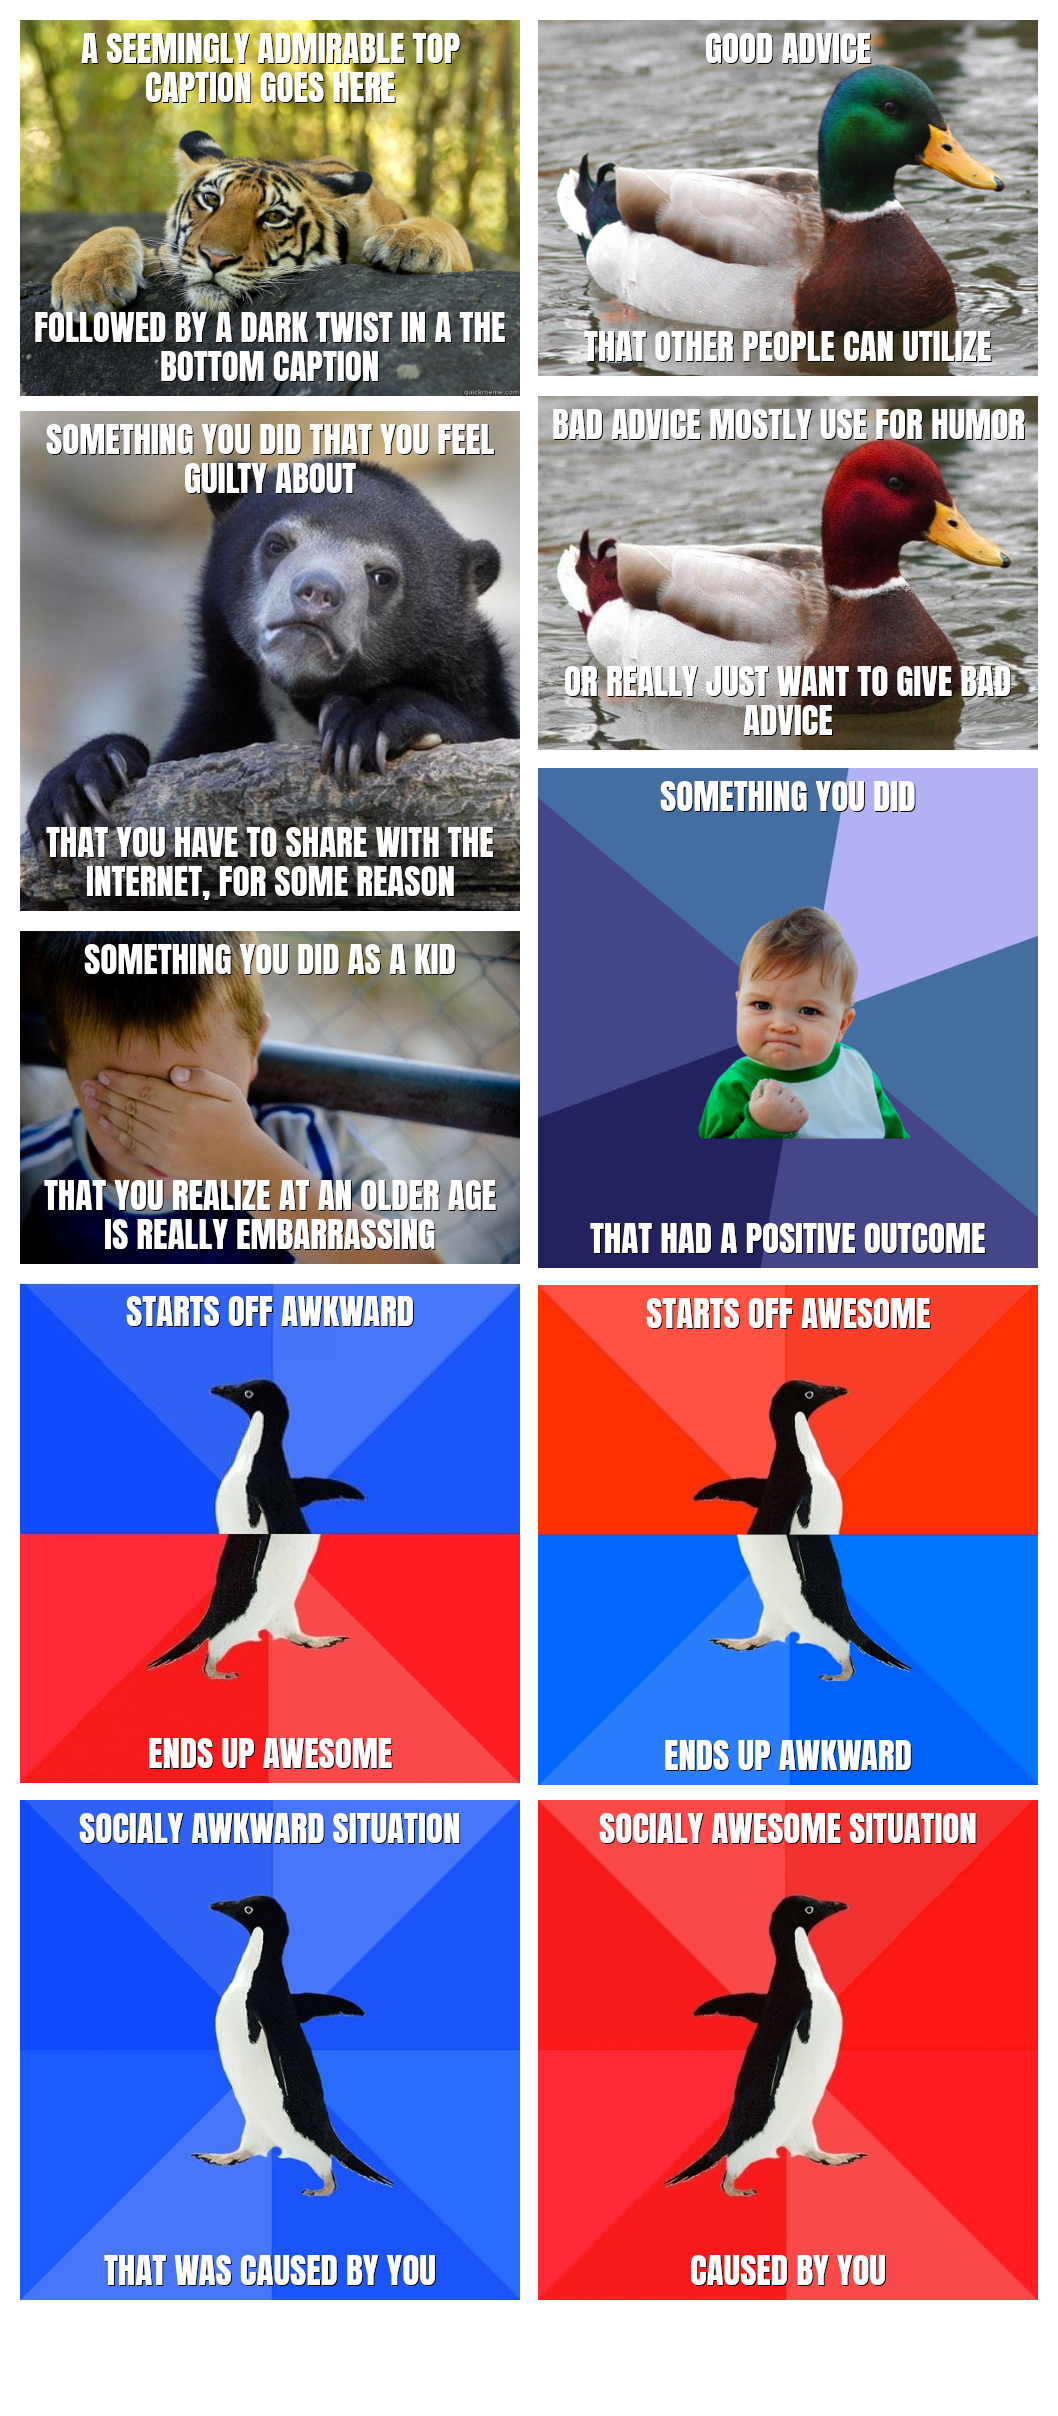 A SEEMINGLY ADMIRABLE TOP
CAPTION GOES HERE
FOLLOWED BY A DARK TWIST IN A THE
BOTTOM CAPTION
quickmeme.com
GOOD ADVICE
THAT OTHER PEOPLE CAN UTILIZE
SOMETHING YOU DID THAT YOU FEEL
GUILTY ABOUT
THAT YOU HAVE TO SHARE WITH THE
INTERNET, FOR SOME REASON
BAD ADVICE MOSTLY USE FOR HUMOR
OR REALLY JUST WANT TO GIVE BAD
ADVICE
SOMETHING YOU DID AS A KID
THAT YOU REALIZE AT AN OLDER AGE
IS REALLY EMBARRASSING
SOMETHING YOU DID
THAT HAD A POSITIVE OUTCOME
STARTS OFF AWKWARD
ENDS UP AWESOME
STARTS OFF AWESOME
ENDS UP AWKWARD
SOCIALY AWKWARD SITUATION
THAT WAS CAUSED BY YOU
SOCIALY AWESOME SITUATION
CAUSED BY YOU